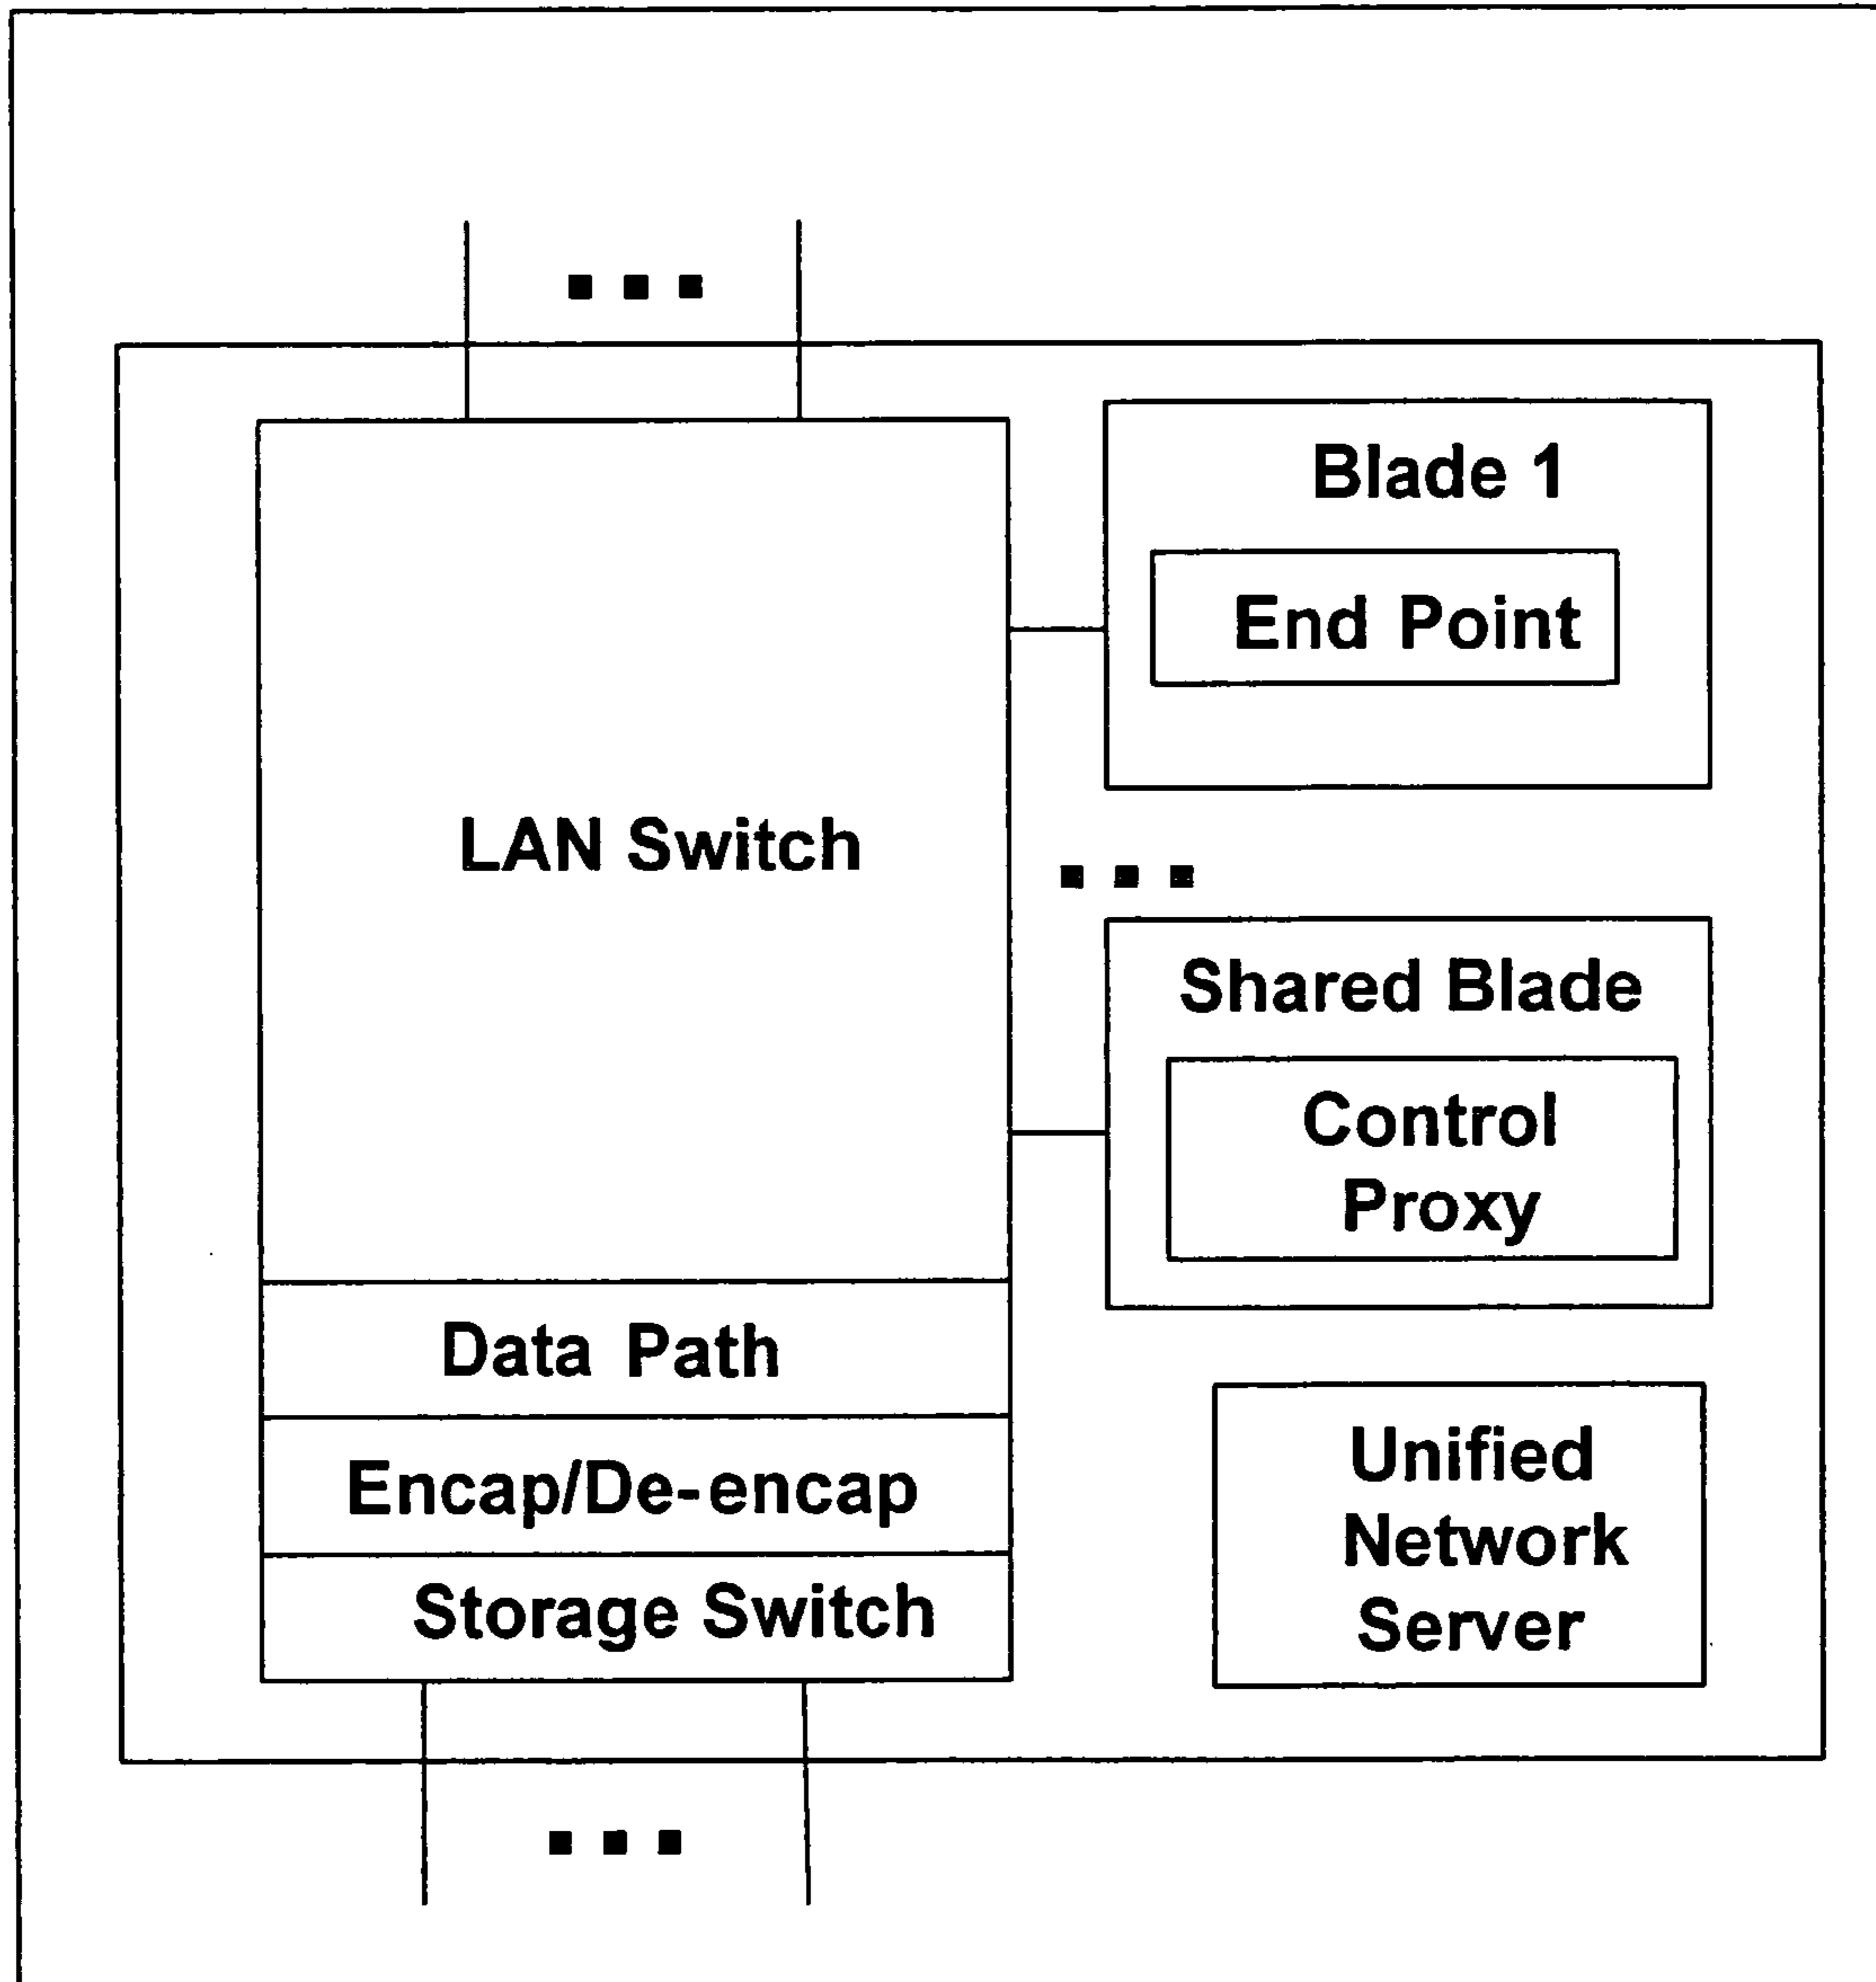 Blade 1
End Point
LAN Switch
Shared Blade
Control
Proxy
Data Path
Encap/De-encap
Storage Switch
Unified
Network
Server